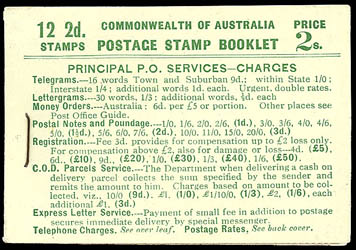 12 2d. COMMONWEALTH OF AUSTRALIA PRICE
STAMPS POSTAGE STAMP BOOKLET 2s.
PRINCIPAL P.O. SERVICES—CHARGES
Telegrams.—16 words Town and Suburban 9d.; within State 1/0;
Interstate 1/4; additional words 1d. each. Urgent, double rates.
Lettergrams.—30 words, 1/3; additional words, ½d. each
Money Orders.—Australia: 6d. per £5 or portion. Other places see
Post Office Guide.
Postal Notes and Poundage.—1/0, 1/6, 2/0, 2/6, (1d.) 3/0, 3/6, 4/0, 4/6
5/0, (1½d.), 5/6, 6/0, 7/6, (2d.), 10/0, 11/0, 15/0, 20/0, (3d.)
Registration.—Fee 3d. provides for compensation up to £2 loss only.
For compensation above £2, also for damage or loss—4d. (£5),
6d. (£10), 9d. (£20), 1/0, (£30), 1/3, (£40), 1/6, (£50).
C.O.D. Parcels Service.—The Department when delivering a cash on
delivery parcel collects the sum specified by the sender and
remits the amount to him. Charges based on amount to be col-
lected, viz., 10/0 (9d.), £1, (1/0), £1½, (1/3), £2, (1/6), each
additional £1, (3d.)
Express Letter Service.—Payment of small fee in addition to postage
secures immediate delivery by special messenger.
Telephone Charges. See over leaf. Postage Rates, See back cover.